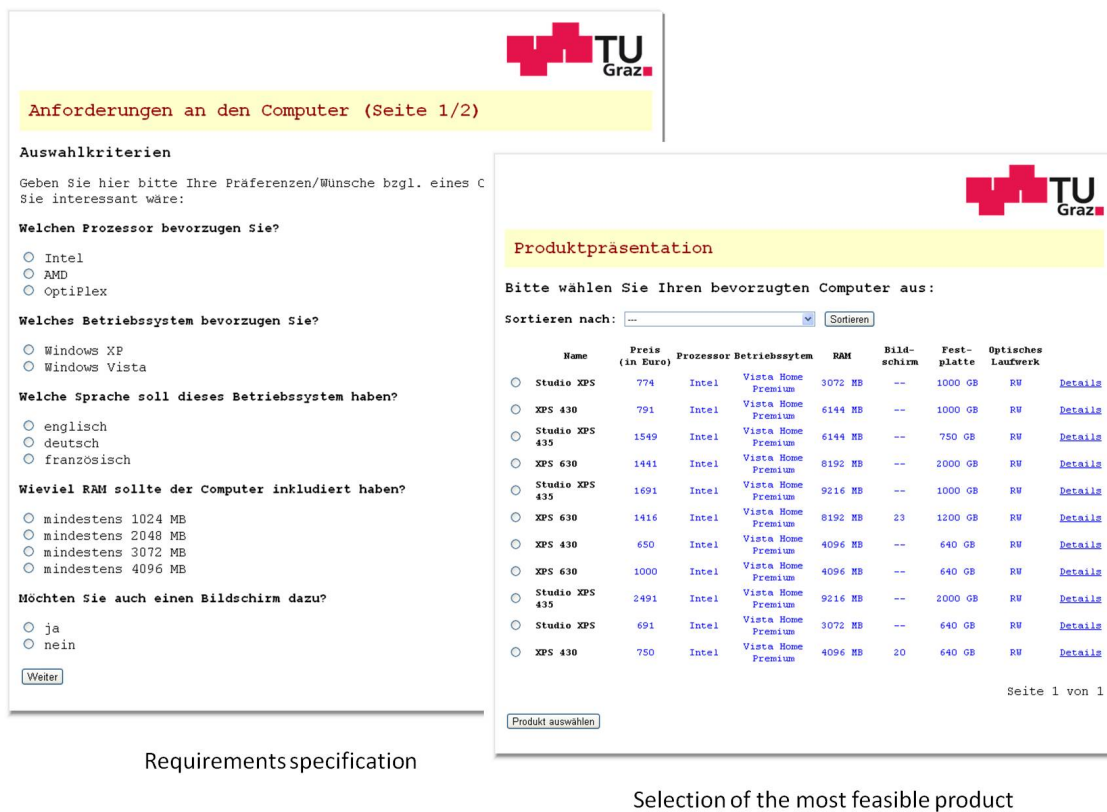 TU
Graz
Anforderungen an den Computer (Seite 1/2)
Auswahlkriterien
Geben Sie hier bitte Ihre Präferenzen/Wünsche bzgl. eines C
Sie interessant wäre:
Welchen Prozessor bevorzugen Sie?
Intel
AMD
OptiPlex
Welches Betriebssystem bevorzugen Sie?
Windows XP
Windows Vista
Welche Sprache soll dieses Betriebssystem haben?
englisch
deutsch
französisch
Wieviel RAM sollte der Computer inkludiert haben?
mindestens 1024 MB
mindestens 2048 MB
mindestens 3072 MB
mindestens 4096 MB
Möchten Sie auch einen Bildschirm dazu?
ja
nein
Weiter
Requirements specification
TU
Graz
Produktpräsentation
Bitte wählen Sie Ihren bevorzugten Computer aus:
Sortieren nach: --- Sortieren
Name Preis (in Euro) Prozessor Betriebssytem RAM Bild-schirm Fest-platte Optisches Laufwerk
Studio XPS 774 Intel Vista Home Premium 3072 MB -- 1000 GB RW Details
XPS 430 791 Intel Vista Home Premium 6144 MB -- 1000 GB RW Details
Studio XPS 435 1549 Intel Vista Home Premium 6144 MB -- 750 GB RW Details
XPS 630 1441 Intel Vista Home Premium 8192 MB -- 2000 GB RW Details
Studio XPS 435 1691 Intel Vista Home Premium 9216 MB -- 1000 GB RW Details
XPS 630 1416 Intel Vista Home Premium 8192 MB 23 1200 GB RW Details
XPS 430 650 Intel Vista Home Premium 4096 MB -- 640 GB RW Details
XPS 630 1000 Intel Vista Home Premium 4096 MB -- 640 GB RW Details
Studio XPS 435 2491 Intel Vista Home Premium 9216 MB -- 2000 GB RW Details
Studio XPS 691 Intel Vista Home Premium 3072 MB -- 640 GB RW Details
XPS 430 750 Intel Vista Home Premium 4096 MB 20 640 GB RW Details
Seite 1 von 1
Produkt auswählen
Selection of the most feasible product